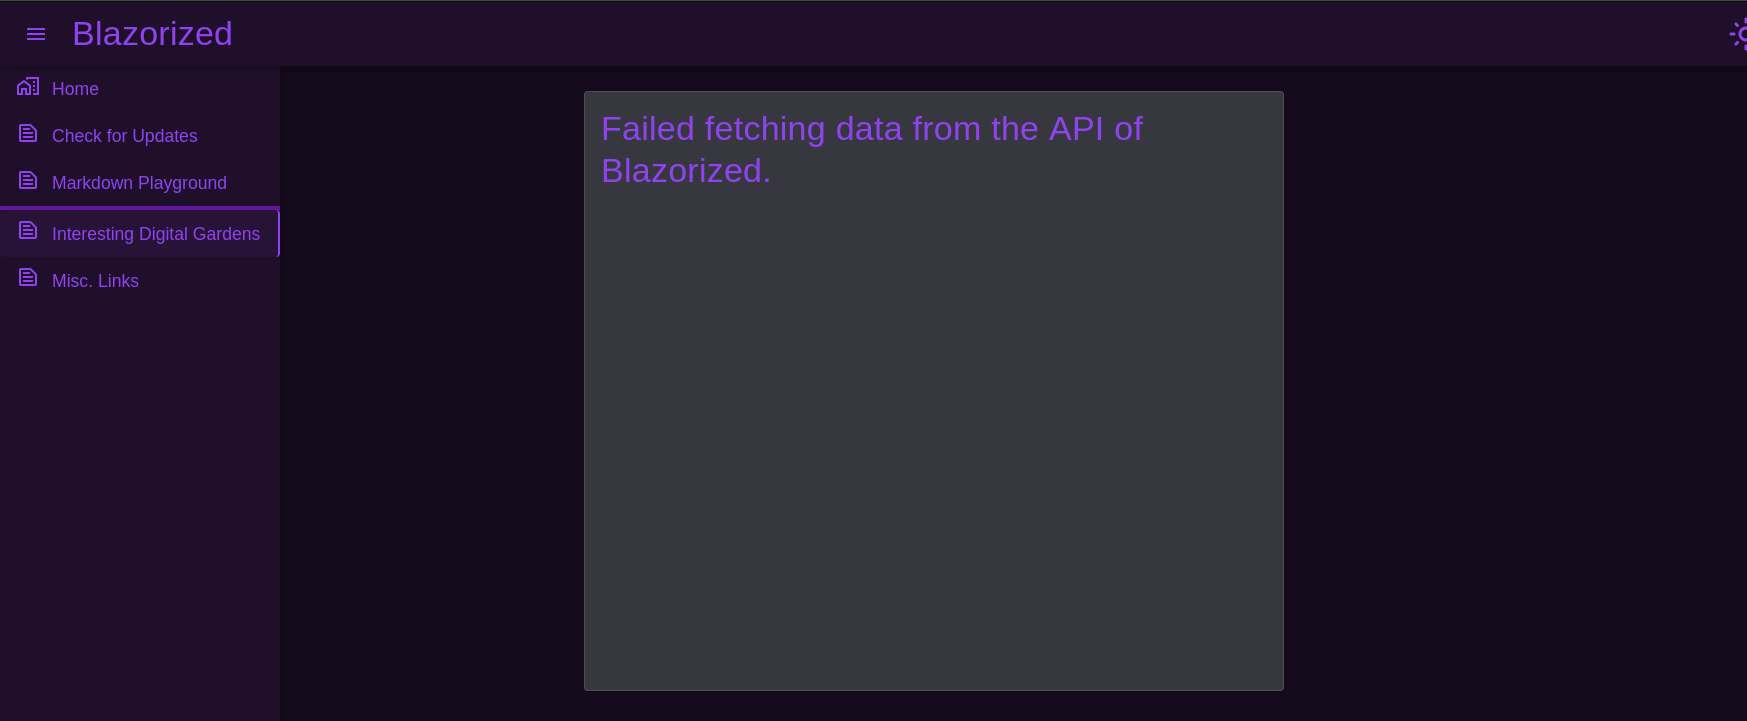 Blazorized
Home
Check for Updates
Markdown Playground
Interesting Digital Gardens
Misc. Links
Failed fetching data from the API of
Blazorized.